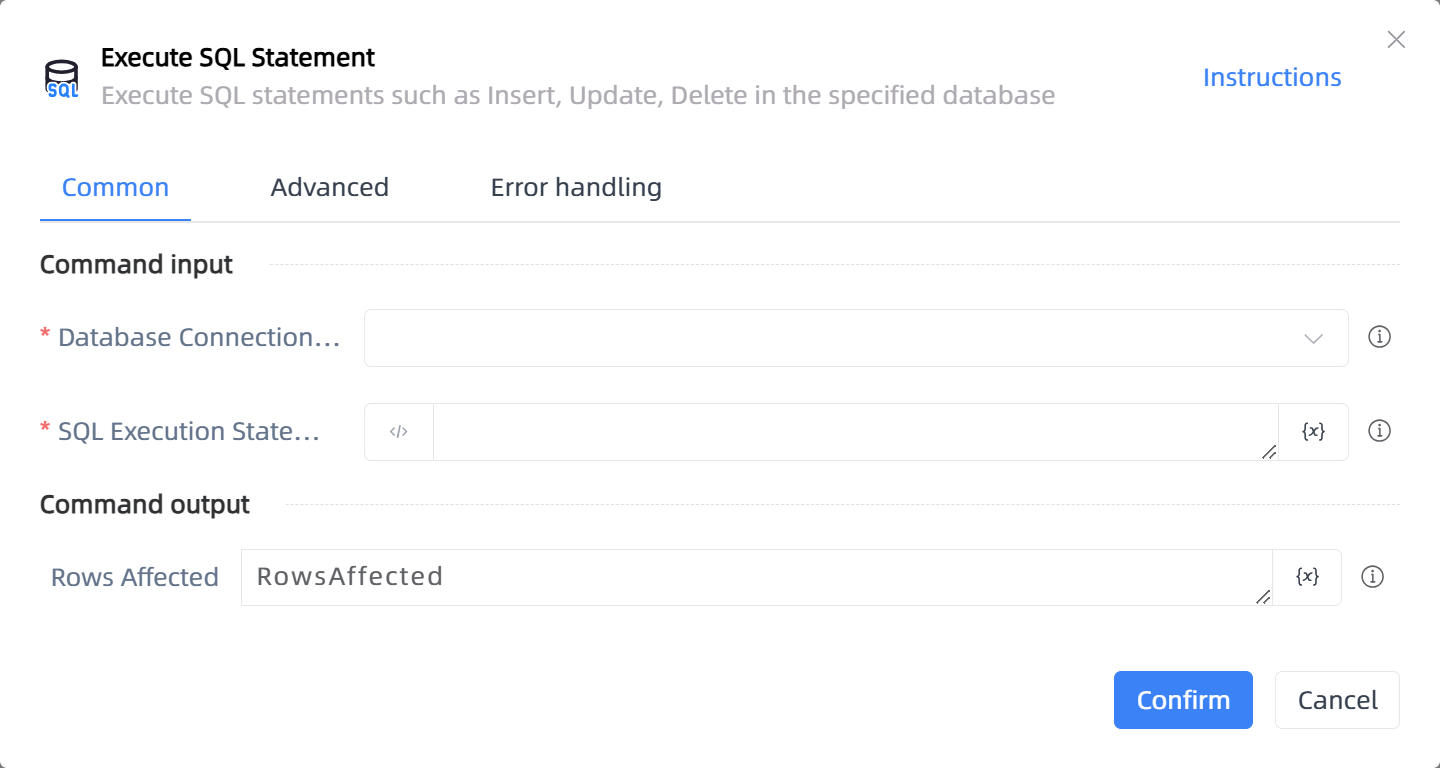 Execute SQL Statement
SQL
Execute SQL statements such as Insert, Update, Delete in the specified database
Instructions
Common Advanced Error handling
Command input
* Database Connection...
* SQL Execution State... </> {x}
Command output
Rows Affected RowsAffected {x}
Confirm Cancel